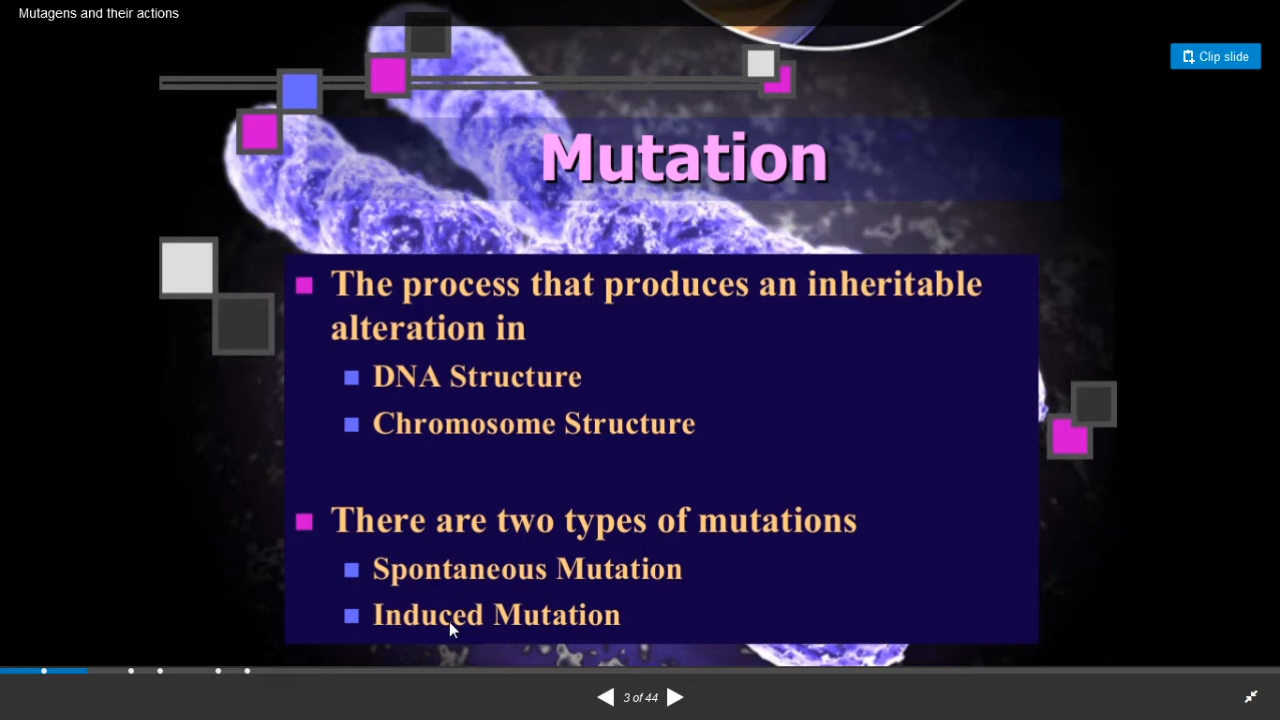 Mutagens and their actions
Clip slide
Mutation
The process that produces an inheritable
alteration in
DNA Structure
Chromosome Structure
There are two types of mutations
Spontaneous Mutation
Induced Mutation
3 of 44